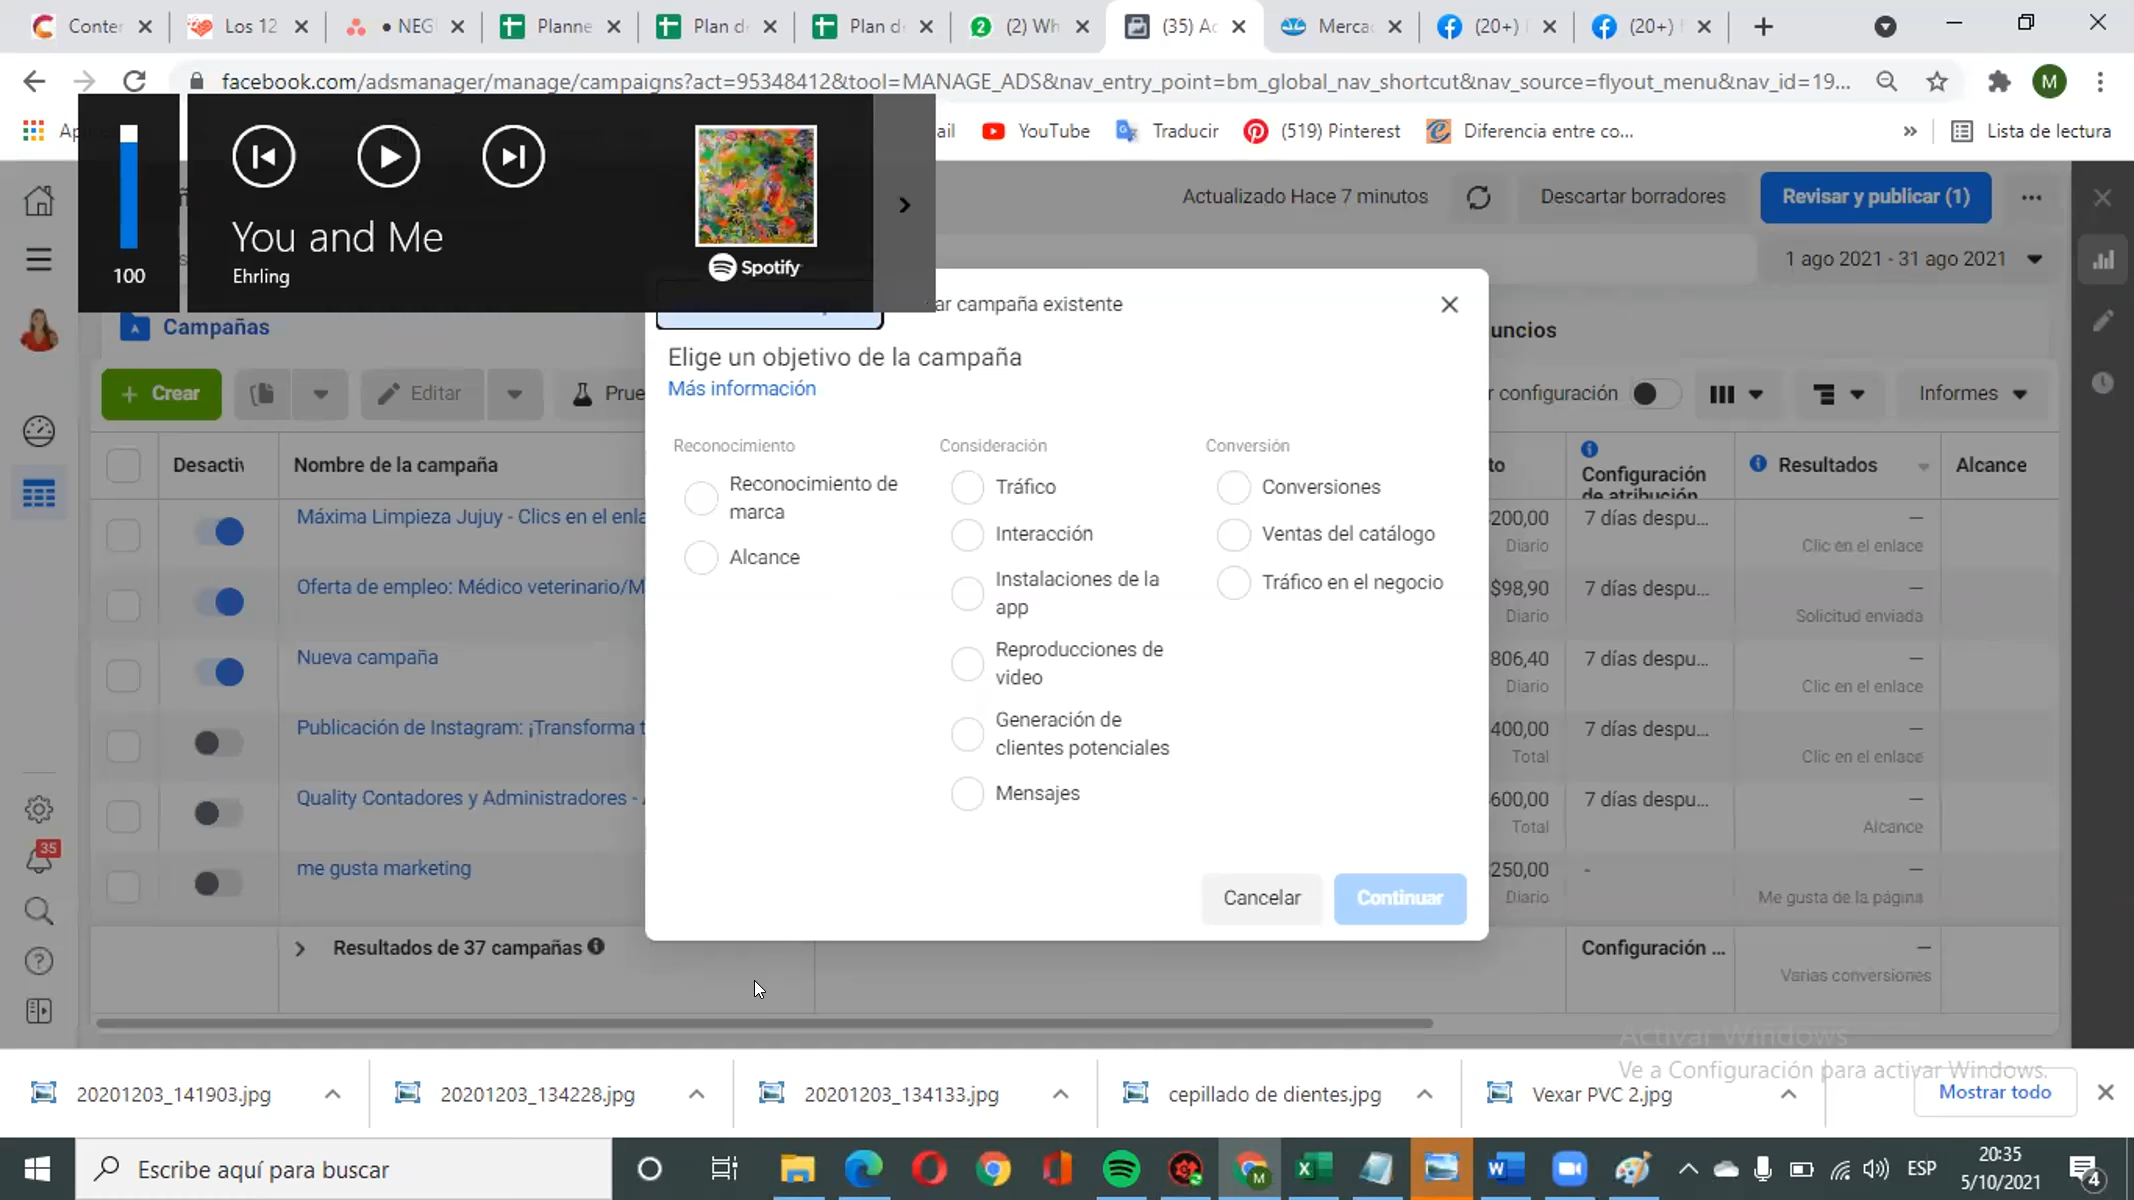 Conter
Los 12
• NEG
Planne
Plan d
Plan d
(2) Wh
(35) Ac
Merca
(20+)
(20+)
facebook.com/adsmanager/manage/campaigns?act=95348412&tool=MANAGE_ADS&nav_entry_point=bm_global_nav_shortcut&nav_source=flyout_menu&nav_id=19...
M
YouTube
Traducir
(519) Pinterest
Diferencia entre co...
»
Lista de lectura
100
You and Me
Ehrling
Spotify
Actualizado Hace 7 minutos
Descartar borradores
Revisar y publicar (1)
1 ago 2021 - 31 ago 2021
Campañas
uncios
+ Crear
Editar
Prue
r configuración
Informes
Desactiv
Nombre de la campaña
to
Configuración
de atribución
Resultados
Alcance
Máxima Limpieza Jujuy - Clics en el enla
200,00
Diario
7 días despu...
—
Clic en el enlace
Oferta de empleo: Médico veterinario/M
$98,90
Diario
7 días despu...
—
Solicitud enviada
Nueva campaña
806,40
Diario
7 días despu...
—
Clic en el enlace
Publicación de Instagram: ¡Transforma t
400,00
Total
7 días despu...
—
Clic en el enlace
Quality Contadores y Administradores -
600,00
Total
7 días despu...
—
Alcance
me gusta marketing
250,00
Diario
-
—
Me gusta de la página
Resultados de 37 campañas
Configuración ...
—
Varias conversiones
35
ar campaña existente
Elige un objetivo de la campaña
Más información
Reconocimiento
Reconocimiento de
marca
Alcance
Consideración
Tráfico
Interacción
Instalaciones de la
app
Reproducciones de
video
Generación de
clientes potenciales
Mensajes
Conversión
Conversiones
Ventas del catálogo
Tráfico en el negocio
Cancelar
Continuar
Activar Windows
Ve a Configuración para activar Windows.
20201203_141903.jpg
20201203_134228.jpg
20201203_134133.jpg
cepillado de dientes.jpg
Vexar PVC 2.jpg
Mostrar todo
Escribe aquí para buscar
ESP
20:35
5/10/2021
4